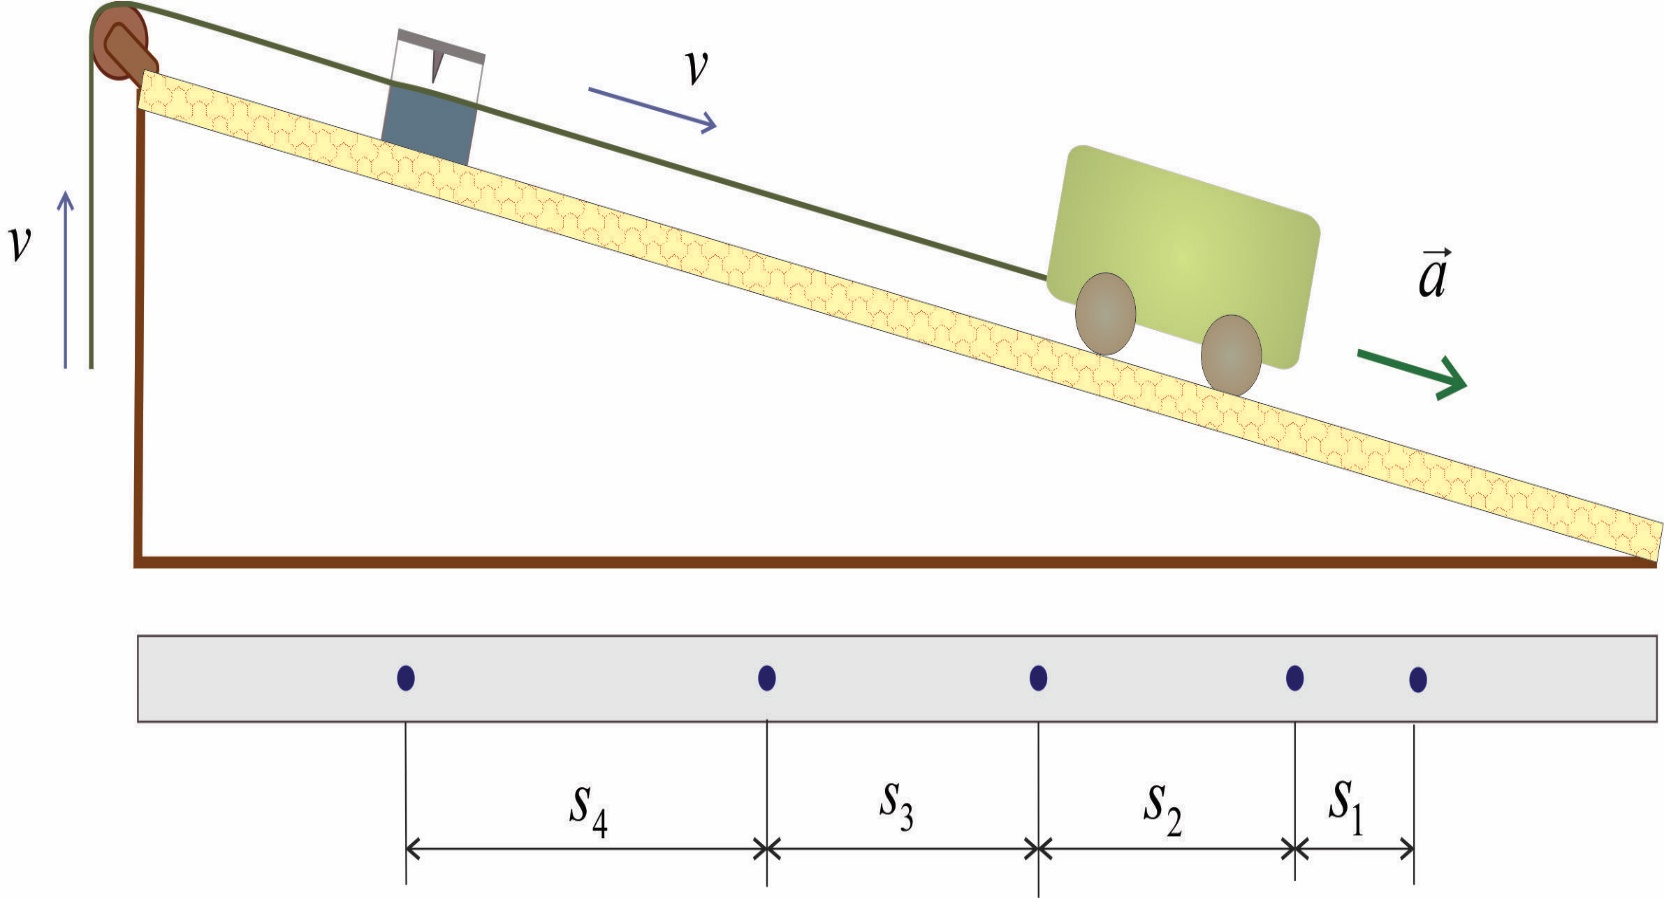 v
v
a⃗
s₄
s₃
s₂
s₁